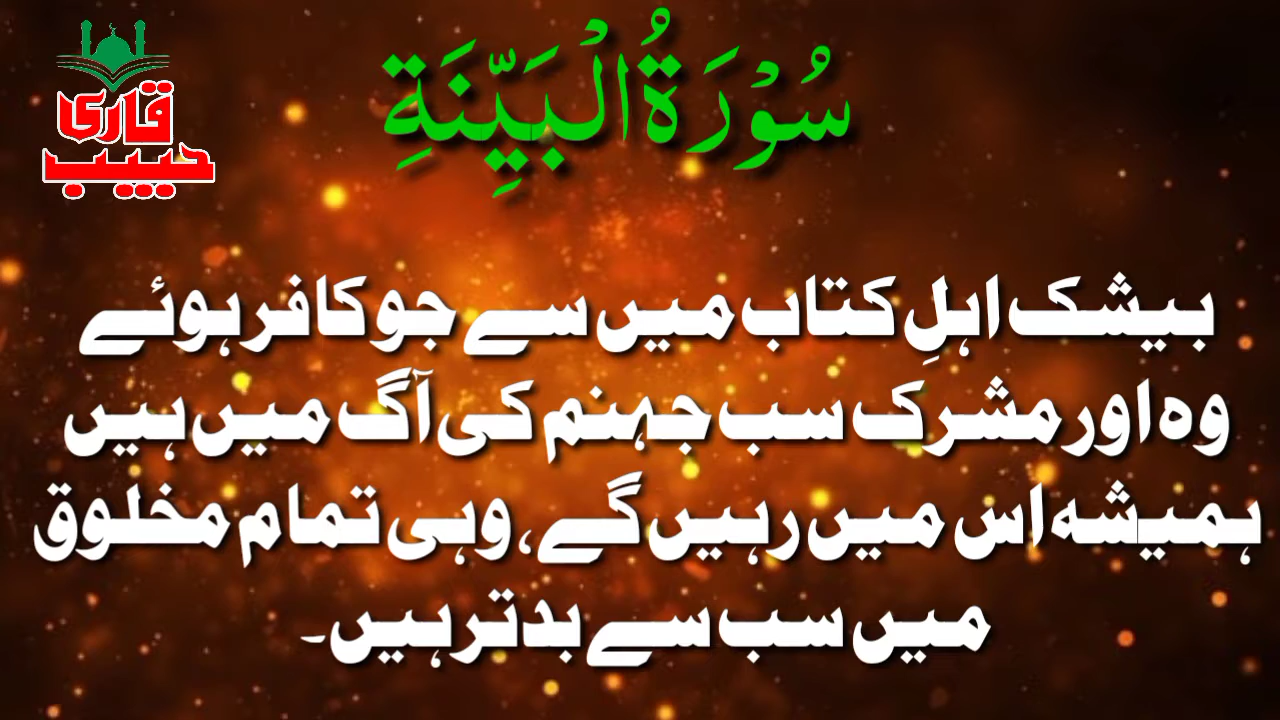 قاری
حبیب
سُوْرَۃُ الْبَیِّنَةِ
بیشک اہلِ کتاب میں سے جو کافر ہوئے
وہ اور مشرک سب جہنم کی آگ میں ہیں
ہمیشہ اس میں رہیں گے، وہی تمام مخلوق
میں سب سے بدتر ہیں۔